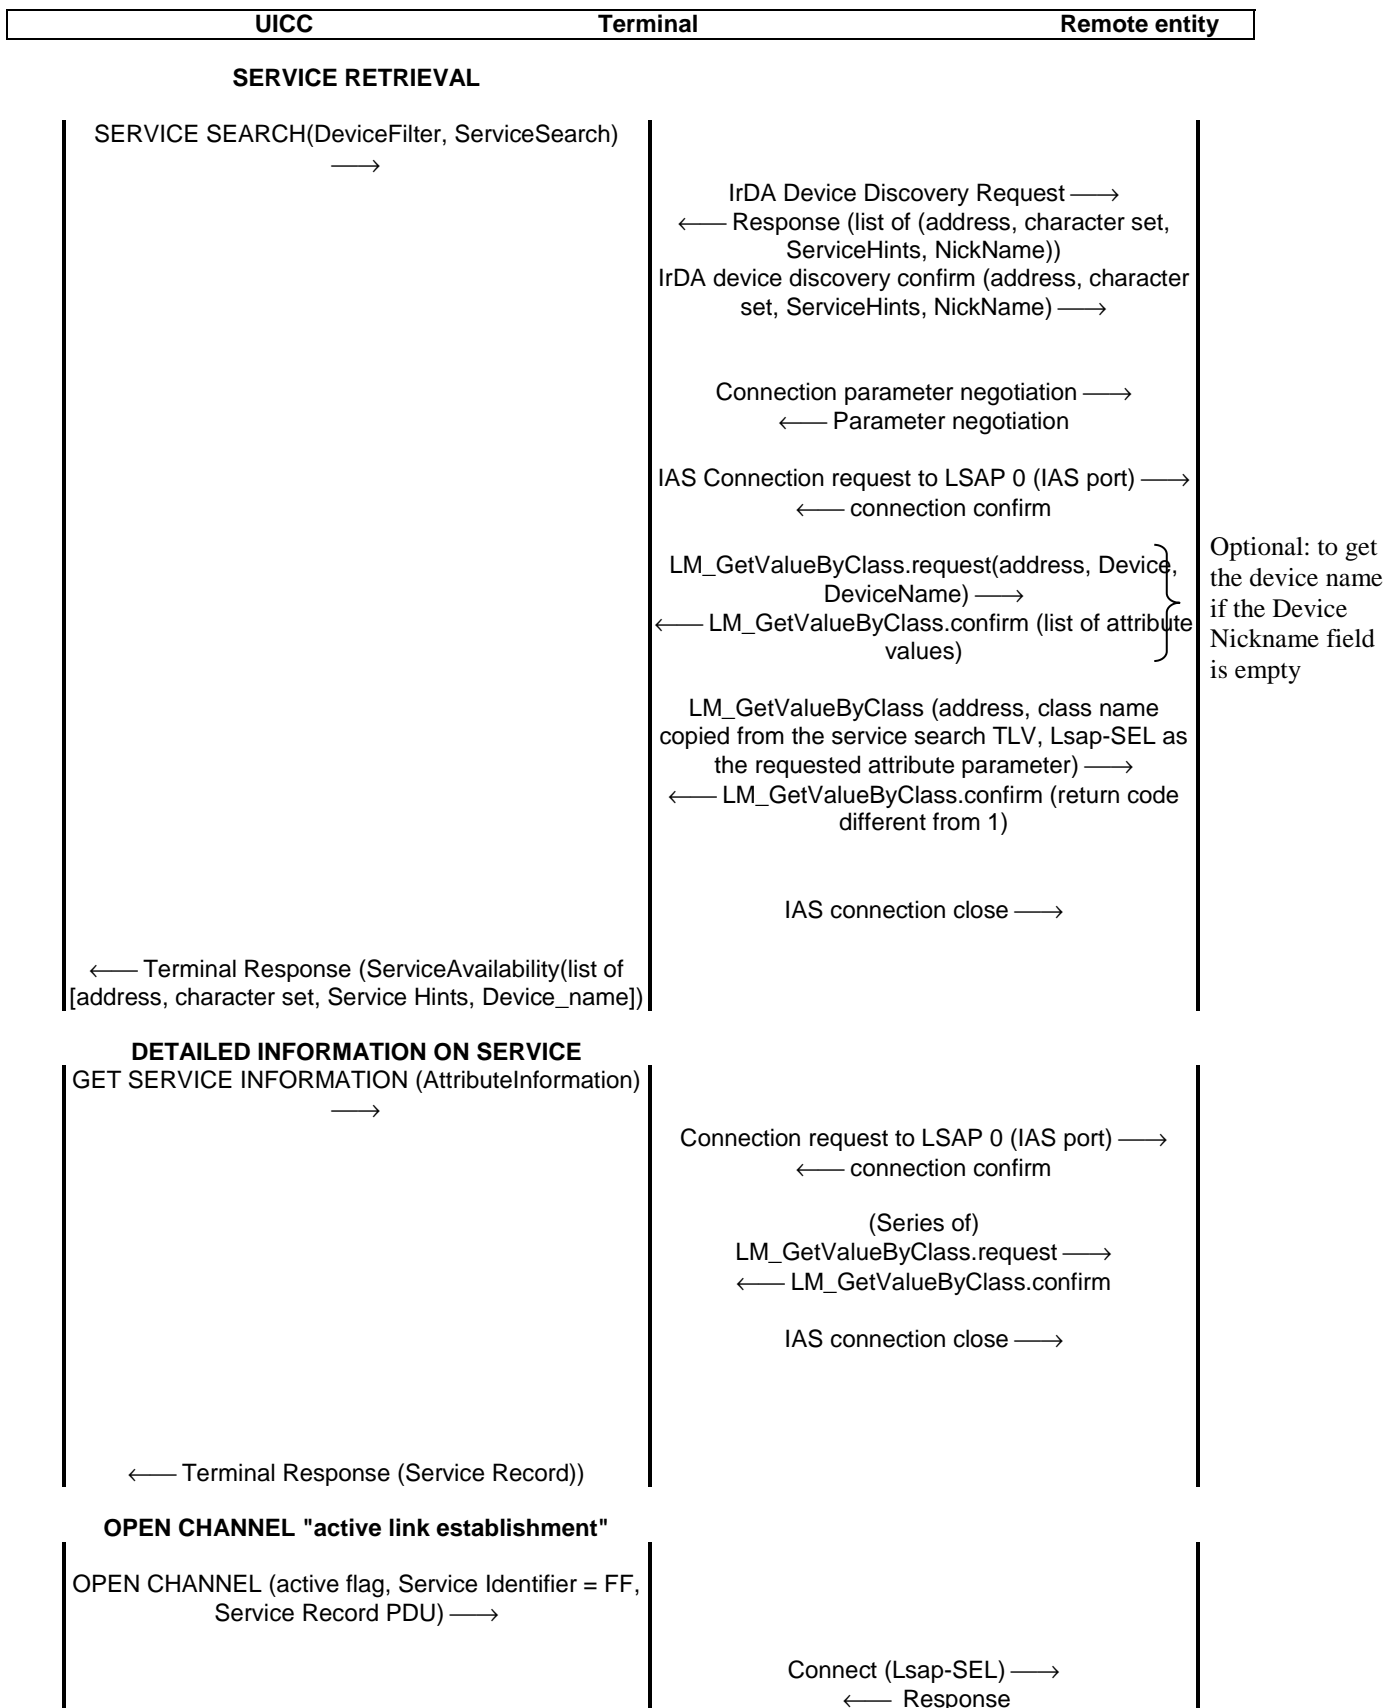 UICC Terminal Remote entity
SERVICE RETRIEVAL
SERVICE SEARCH(DeviceFilter, ServiceSearch)
⟶
IrDA Device Discovery Request ⟶
⟵ Response (list of (address, character set,
ServiceHints, NickName))
IrDA device discovery confirm (address, character
set, ServiceHints, NickName) ⟶
Connection parameter negotiation ⟶
⟵ Parameter negotiation
IAS Connection request to LSAP 0 (IAS port) ⟶
⟵ connection confirm
LM_GetValueByClass.request(address, Device,
DeviceName) ⟶
⟵ LM_GetValueByClass.confirm (list of attribute
values)
Optional: to get
the device name
if the Device
Nickname field
is empty
LM_GetValueByClass (address, class name
copied from the service search TLV, Lsap-SEL as
the requested attribute parameter) ⟶
⟵ LM_GetValueByClass.confirm (return code
different from 1)
IAS connection close ⟶
⟵ Terminal Response (ServiceAvailability(list of
[address, character set, Service Hints, Device_name])
DETAILED INFORMATION ON SERVICE
GET SERVICE INFORMATION (AttributeInformation)
⟶
Connection request to LSAP 0 (IAS port) ⟶
⟵ connection confirm
(Series of)
LM_GetValueByClass.request ⟶
⟵ LM_GetValueByClass.confirm
IAS connection close ⟶
⟵ Terminal Response (Service Record))
OPEN CHANNEL "active link establishment"
OPEN CHANNEL (active flag, Service Identifier = FF,
Service Record PDU) ⟶
Connect (Lsap-SEL) ⟶
⟵ Response